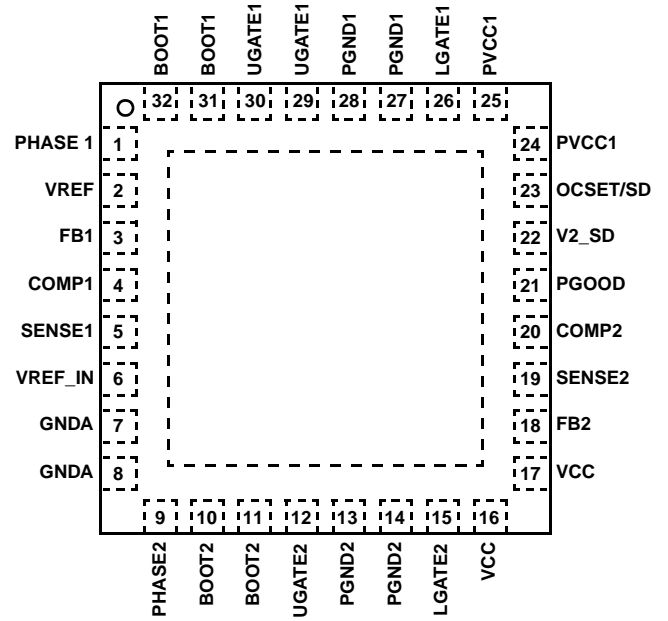 BOOT1 BOOT1 UGATE1 UGATE1 PGND1 PGND1 LGATE1 PVCC1
32 31 30 29 28 27 26 25
PHASE 1 1 24 PVCC1
VREF 2 23 OCSET/SD
FB1 3 22 V2_SD
COMP1 4 21 PGOOD
SENSE1 5 20 COMP2
VREF_IN 6 19 SENSE2
GNDA 7 18 FB2
GNDA 8 17 VCC
9 10 11 12 13 14 15 16
PHASE2 BOOT2 BOOT2 UGATE2 PGND2 PGND2 LGATE2 VCC